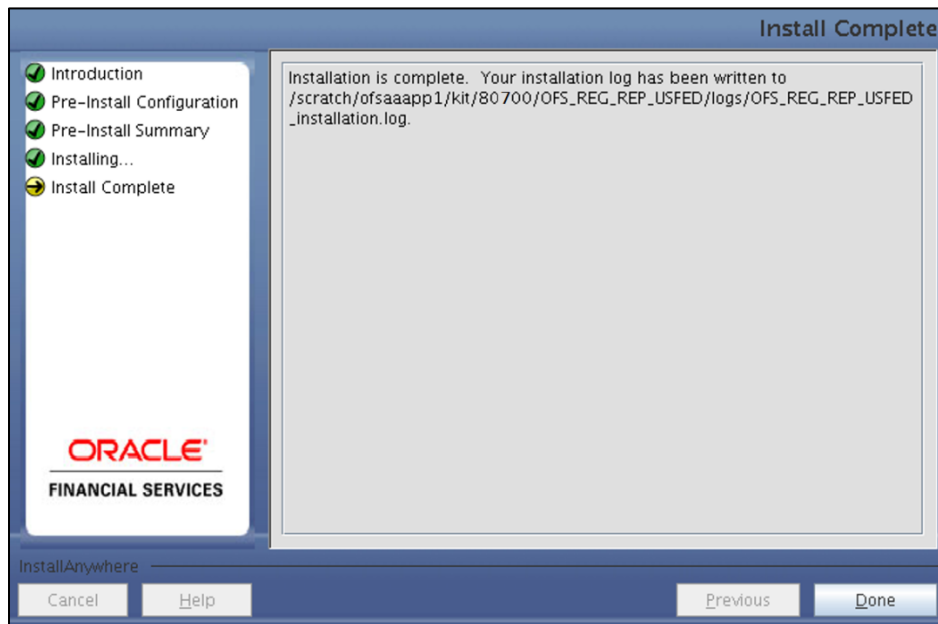 Install Complete
Introduction
Pre-Install Configuration
Pre-Install Summary
Installing...
Install Complete
Installation is complete. Your installation log has been written to
/scratch/ofsaaapp1/kit/80700/OFS_REG_REP_USFED/logs/OFS_REG_REP_USFED
_installation.log.
ORACLE®
FINANCIAL SERVICES
InstallAnywhere
Cancel
Help
Previous
Done